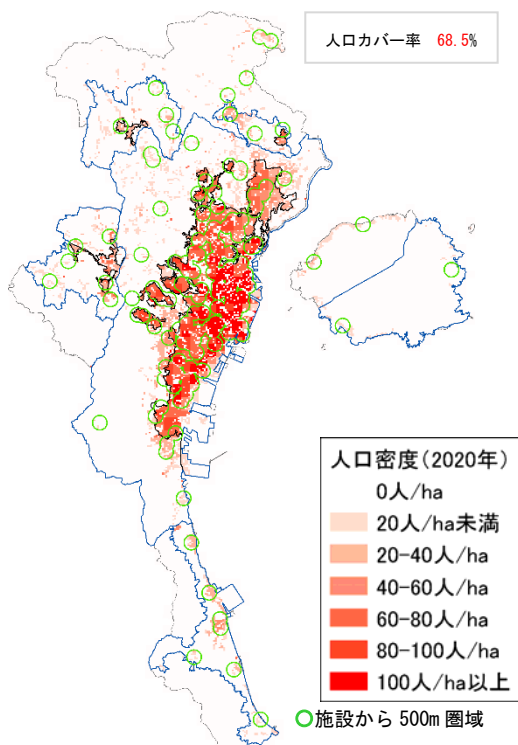 人口カバー率 68.5%
人口密度(2020年)
0人/ha
20人/ha未満
20-40人/ha
40-60人/ha
60-80人/ha
80-100人/ha
100人/ha以上
施設から500m圏域